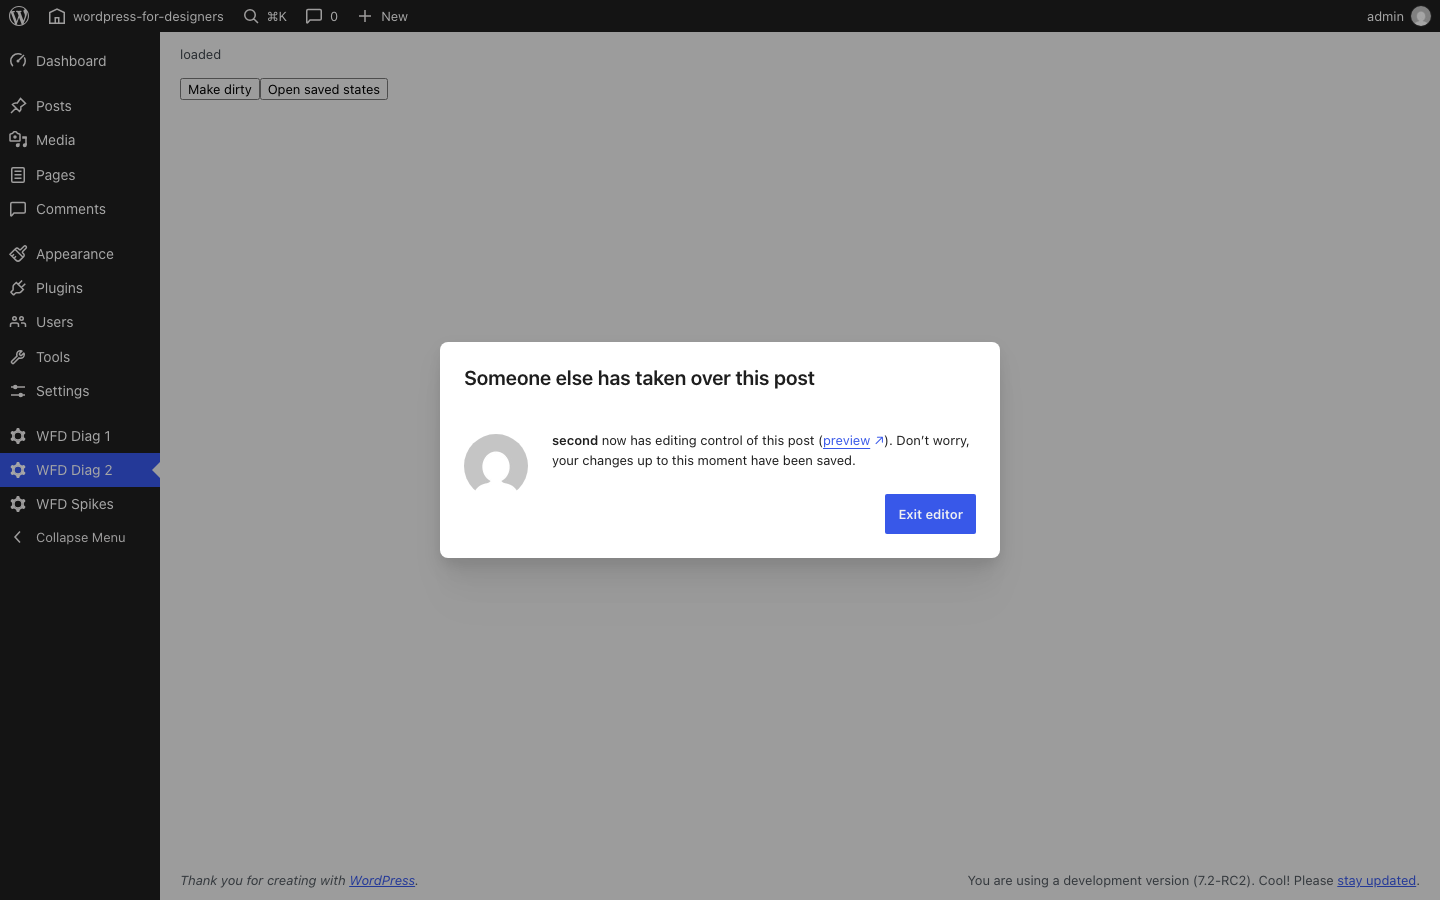 wordpress-for-designers ⌘K 0 New admin
Dashboard
Posts
Media
Pages
Comments
Appearance
Plugins
Users
Tools
Settings
WFD Diag 1
WFD Diag 2
WFD Spikes
Collapse Menu
loaded
Make dirty Open saved states
Someone else has taken over this post
second now has editing control of this post (preview ↗). Don’t worry,
your changes up to this moment have been saved.
Exit editor
Thank you for creating with WordPress. You are using a development version (7.2-RC2). Cool! Please stay updated.